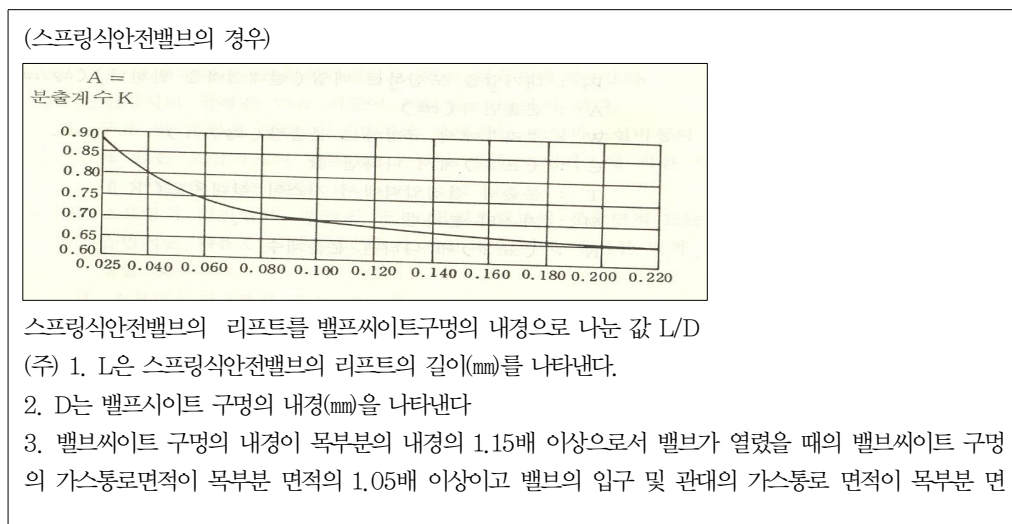 (스프링식안전밸브의 경우)
A =
분출계수 K
0.90
0.85
0.80
0.75
0.70
0.65
0.60
0.025 0.040 0.060 0.080 0.100 0.120 0.140 0.160 0.180 0.200 0.220
스프링식안전밸브의 리프트를 밸프씨이트구멍의 내경으로 나눈 값 L/D
(주) 1. L은 스프링식안전밸브의 리프트의 길이(㎜)를 나타낸다.
2. D는 밸프시이트 구멍의 내경(㎜)을 나타낸다
3. 밸브씨이트 구멍의 내경이 목부분의 내경의 1.15배 이상으로서 밸브가 열렸을 때의 밸브씨이트 구멍
의 가스통로면적이 목부분 면적의 1.05배 이상이고 밸브의 입구 및 관대의 가스통로 면적이 목부분 면